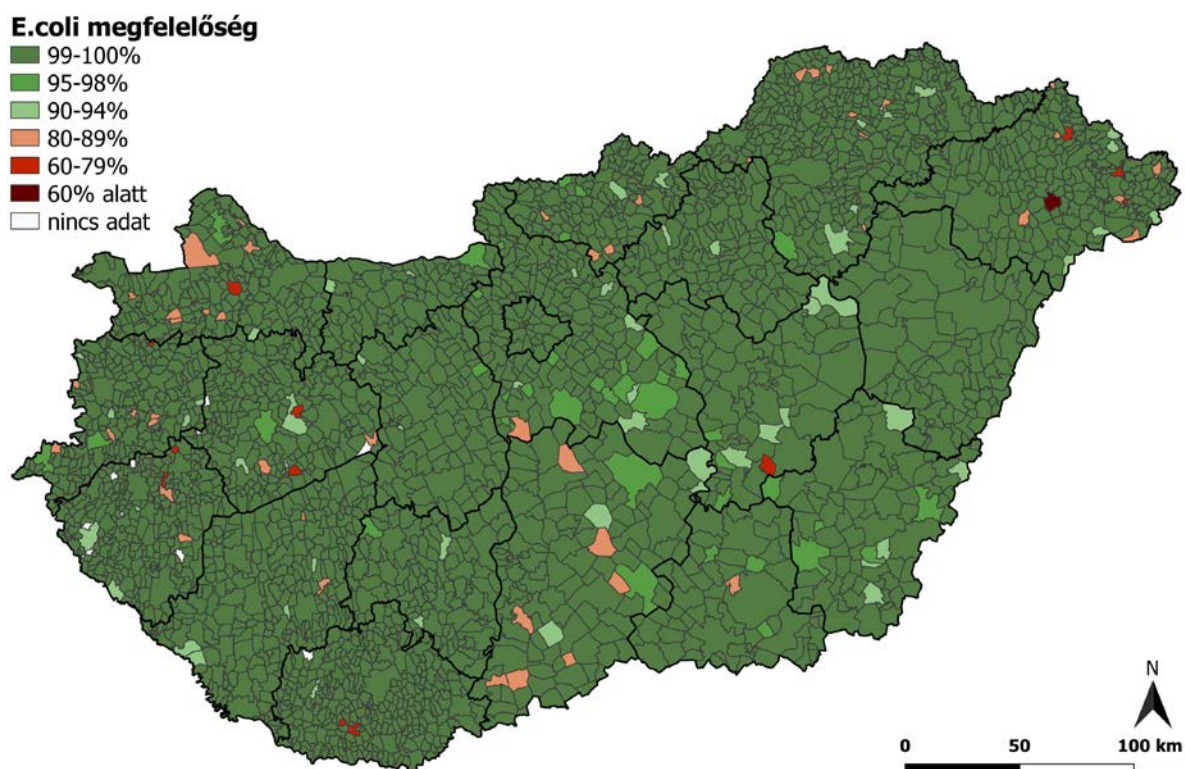 E.coli megfelelőség
99-100%
95-98%
90-94%
80-89%
60-79%
60% alatt
nincs adat
N
0 50 100 km